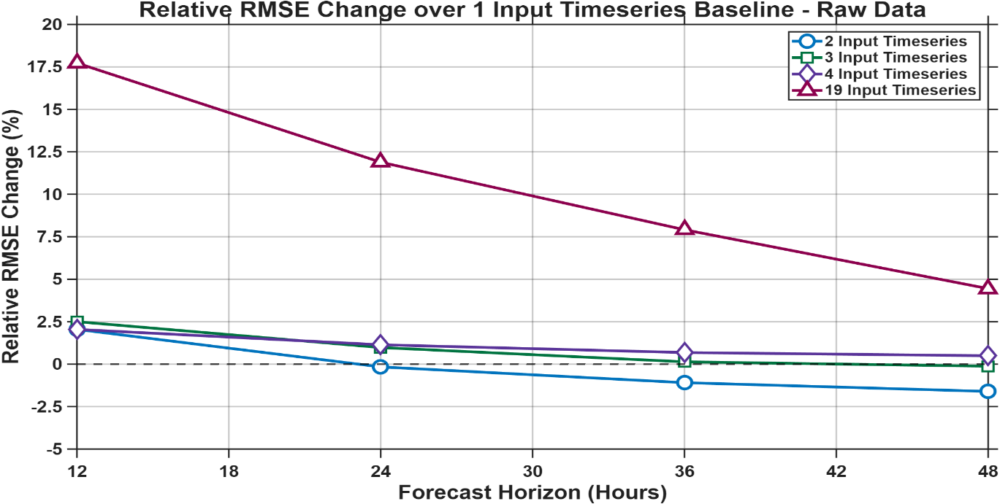 Relative RMSE Change over 1 Input Timeseries Baseline - Raw Data
2 Input Timeseries
3 Input Timeseries
4 Input Timeseries
19 Input Timeseries
Relative RMSE Change (%)
20
17.5
15
12.5
10
7.5
5
2.5
0
-2.5
-5
12 18 24 30 36 42 48
Forecast Horizon (Hours)